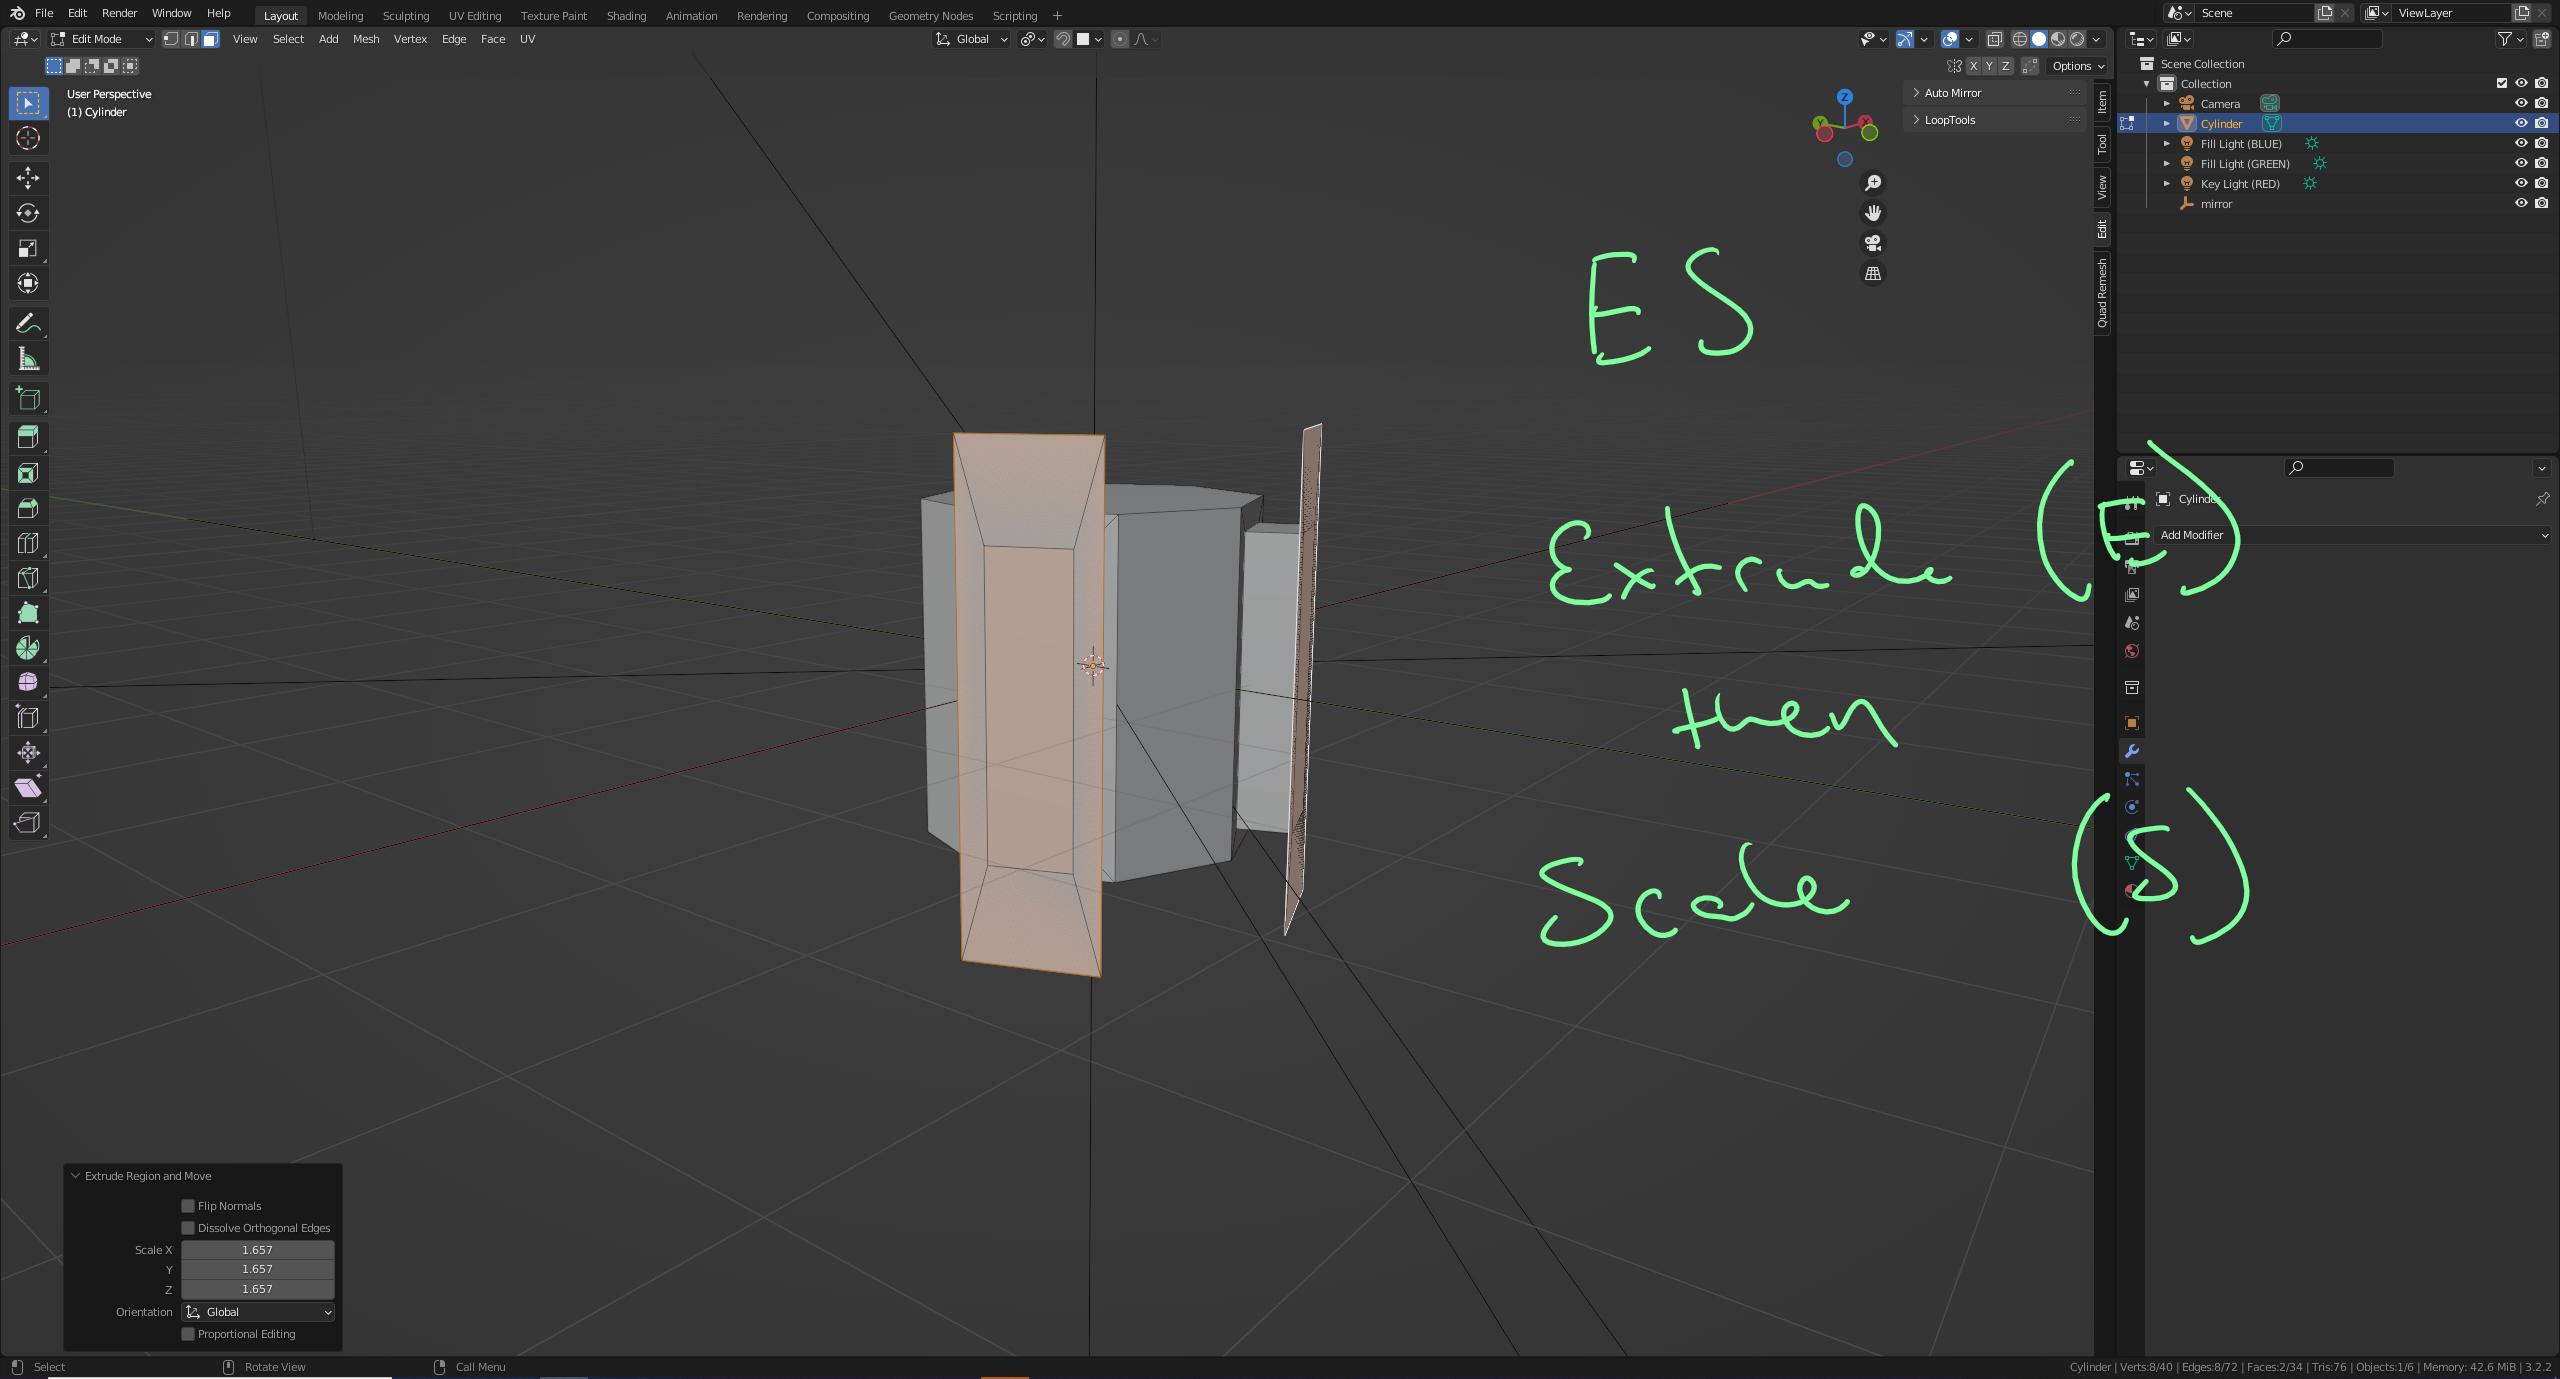 File Edit Render Window Help Layout Modeling Sculpting UV Editing Texture Paint Shading Animation Rendering Compositing Geometry Nodes Scripting + Scene ViewLayer
Edit Mode View Select Add Mesh Vertex Edge Face UV Global
X Y Z Options
User Perspective
(1) Cylinder
Z
Y
X
Auto Mirror
LoopTools
Item
Tool
View
Edit
Quad Remesh
Scene Collection
Collection
Camera
Cylinder
Fill Light (BLUE)
Fill Light (GREEN)
Key Light (RED)
mirror
Cylinder
Add Modifier
E S
Extrude (E)
then
Scale (S)
Extrude Region and Move
Flip Normals
Dissolve Orthogonal Edges
Scale X 1.657
Y 1.657
Z 1.657
Orientation Global
Proportional Editing
Select Rotate View Call Menu Cylinder | Verts:8/40 | Edges:8/72 | Faces:2/34 | Tris:76 | Objects:1/6 | Memory: 42.6 MiB | 3.2.2